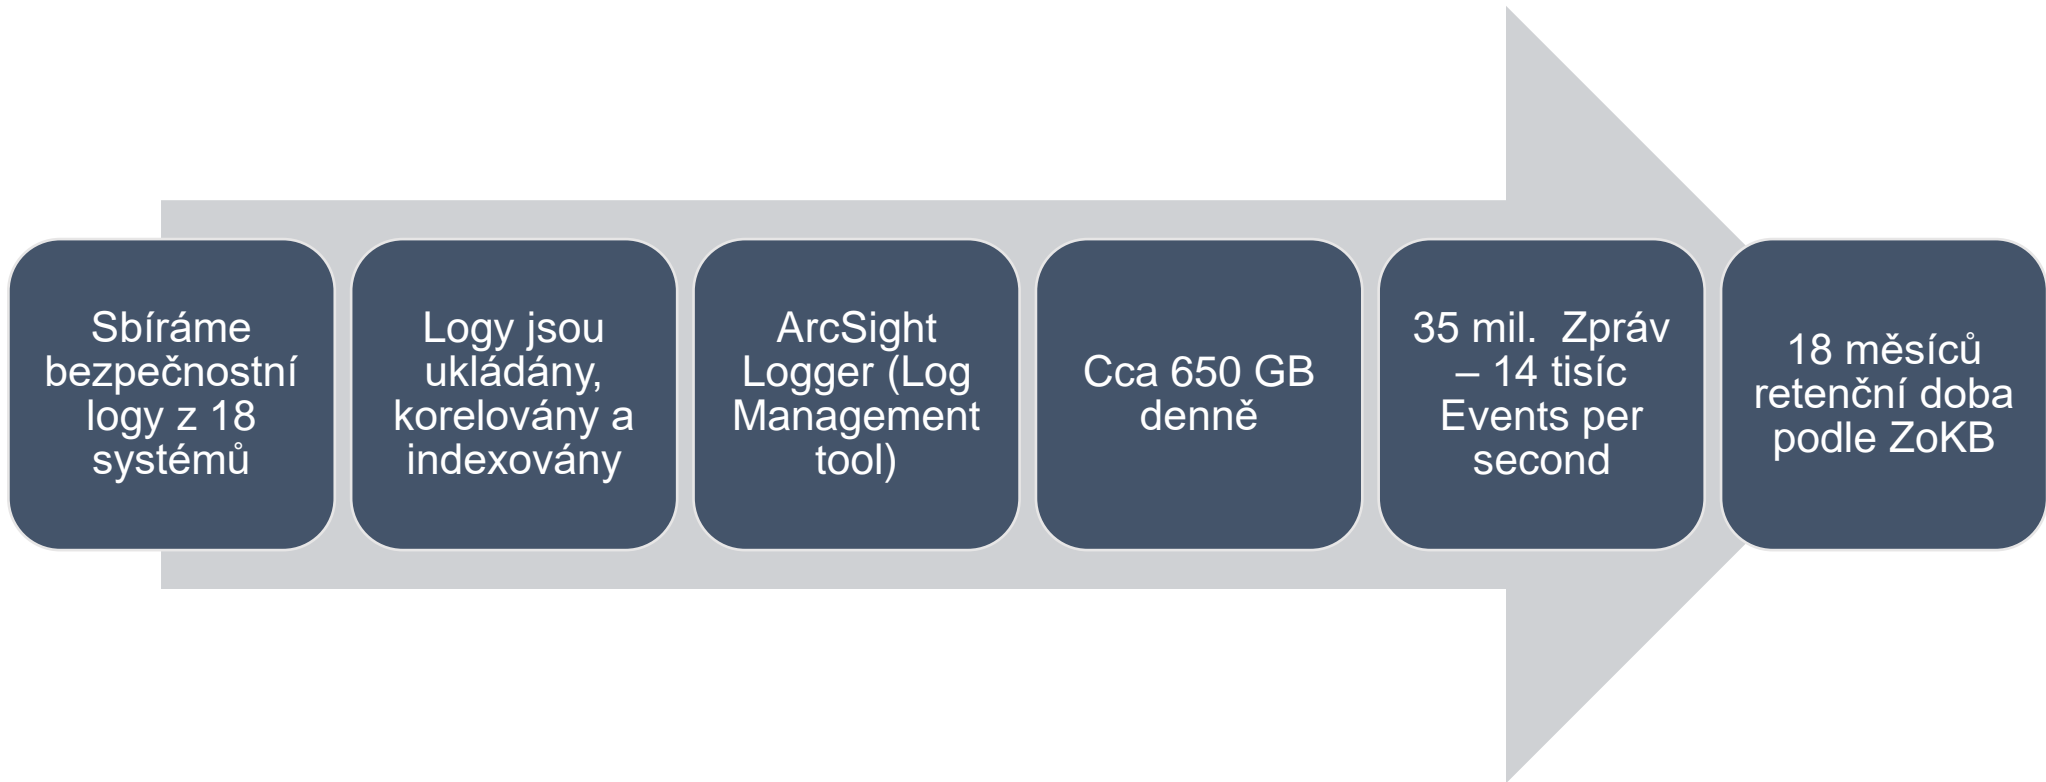 Sbíráme
bezpečnostní
logy z 18
systémů
Logy jsou
ukládány,
korelovány a
indexovány
ArcSight
Logger (Log
Management
tool)
Cca 650 GB
denně
35 mil.  Zpráv
– 14 tisíc
Events per
second
18 měsíců
retenční doba
podle ZoKB